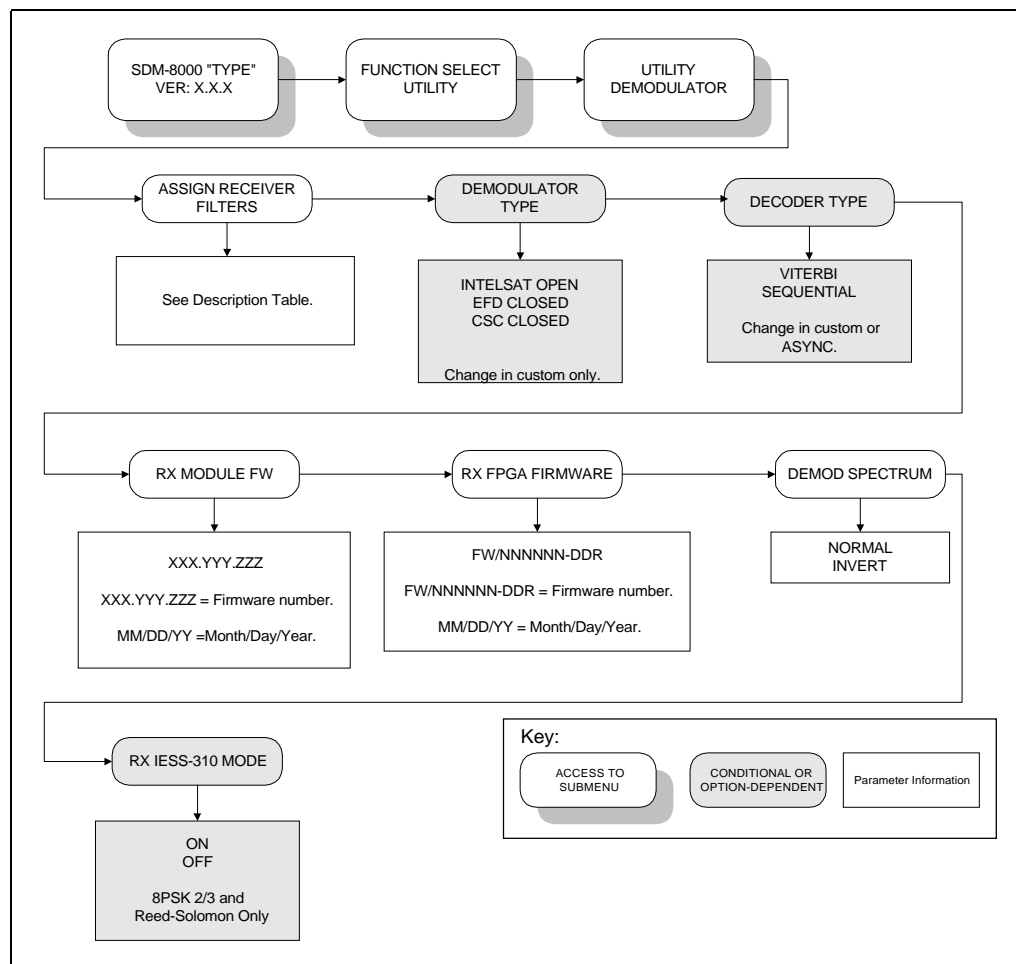 SDM-8000 "TYPE"
VER: X.X.X
FUNCTION SELECT
UTILITY
UTILITY
DEMODULATOR
ASSIGN RECEIVER
FILTERS
DEMODULATOR
TYPE
DECODER TYPE
See Description Table.
INTELSAT OPEN
EFD CLOSED
CSC CLOSED
Change in custom only.
VITERBI
SEQUENTIAL
Change in custom or
ASYNC.
RX MODULE FW
RX FPGA FIRMWARE
DEMOD SPECTRUM
XXX.YYY.ZZZ
XXX.YYY.ZZZ = Firmware number.
MM/DD/YY =Month/Day/Year.
FW/NNNNNN-DDR
FW/NNNNNN-DDR = Firmware number.
MM/DD/YY = Month/Day/Year.
NORMAL
INVERT
RX IESS-310 MODE
ON
OFF
8PSK 2/3 and
Reed-Solomon Only
Key:
ACCESS TO
SUBMENU
CONDITIONAL OR
OPTION-DEPENDENT
Parameter Information